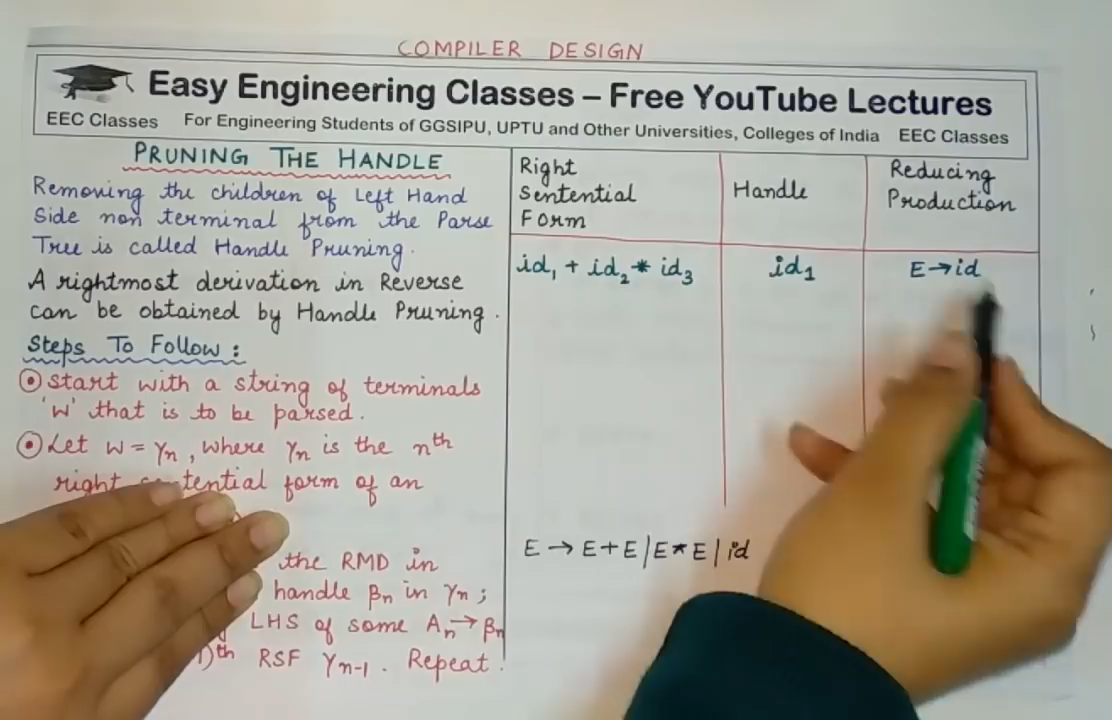 COMPILER DESIGN
Easy Engineering Classes – Free YouTube Lectures
EEC Classes For Engineering Students of GGSIPU, UPTU and Other Universities, Colleges of India EEC Classes
PRUNING THE HANDLE
Removing the children of Left Hand
Side non terminal from the Parse
Tree is called Handle Pruning.
A rightmost derivation in Reverse
can be obtained by Handle Pruning.
Steps To Follow:
Start with a string of terminals
'w' that is to be parsed.
Let w = γn, where γn is the nth
right sentential form of an
the RMD in
handle βn in γn;
LHS of some An→βn
th RSF γn-1. Repeat.
Right
Sentential
Form
Handle
Reducing
Production
id1 + id2 * id3
id1
E→id
E → E+E|E*E|id